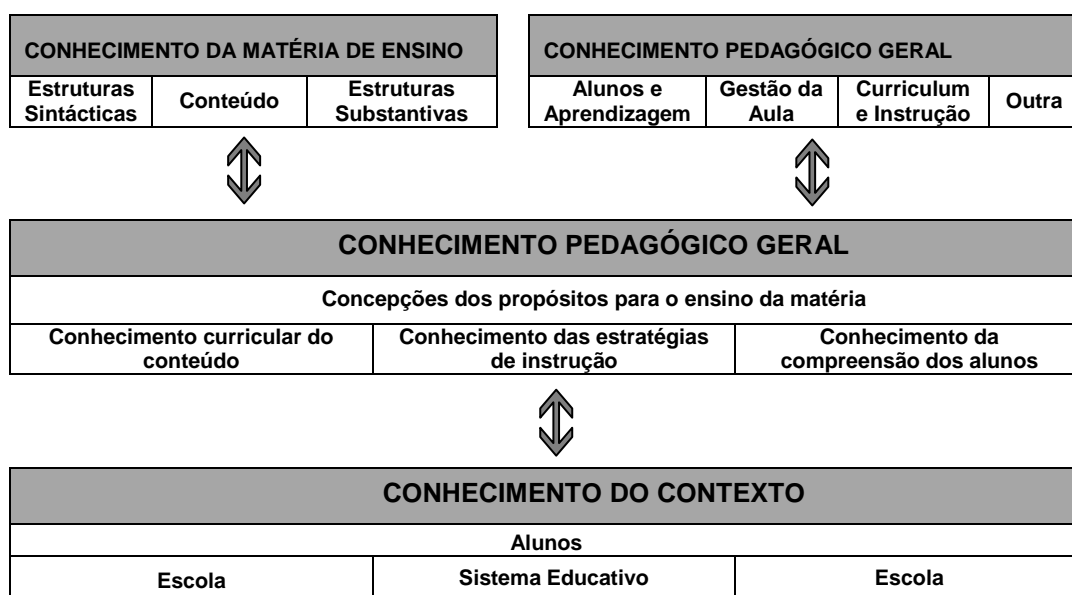 CONHECIMENTO DA MATÉRIA DE ENSINO
Estruturas
Sintácticas
Conteúdo
Estruturas
Substantivas
CONHECIMENTO PEDAGÓGICO GERAL
Alunos e
Aprendizagem
Gestão da
Aula
Curriculum
e Instrução
Outra
CONHECIMENTO PEDAGÓGICO GERAL
Concepções dos propósitos para o ensino da matéria
Conhecimento curricular do
conteúdo
Conhecimento das estratégias
de instrução
Conhecimento da
compreensão dos alunos
CONHECIMENTO DO CONTEXTO
Alunos
Escola
Sistema Educativo
Escola